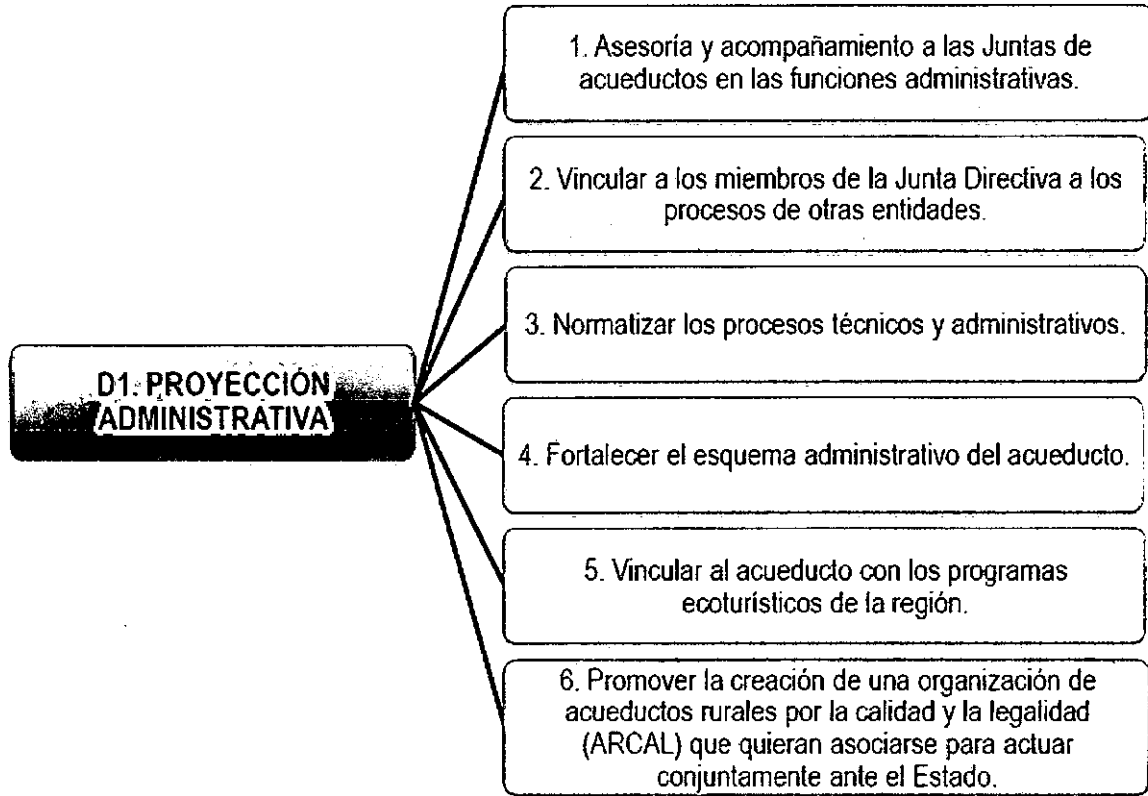 1. Asesoría y acompañamiento a las Juntas de
acueductos en las funciones administrativas.
2. Vincular a los miembros de la Junta Directiva a los
procesos de otras entidades.
3. Normatizar los procesos técnicos y administrativos.
D1. PROYECCIÓN
ADMINISTRATIVA
4. Fortalecer el esquema administrativo del acueducto.
5. Vincular al acueducto con los programas
ecoturísticos de la región.
6. Promover la creación de una organización de
acueductos rurales por la calidad y la legalidad
(ARCAL) que quieran asociarse para actuar
conjuntamente ante el Estado.